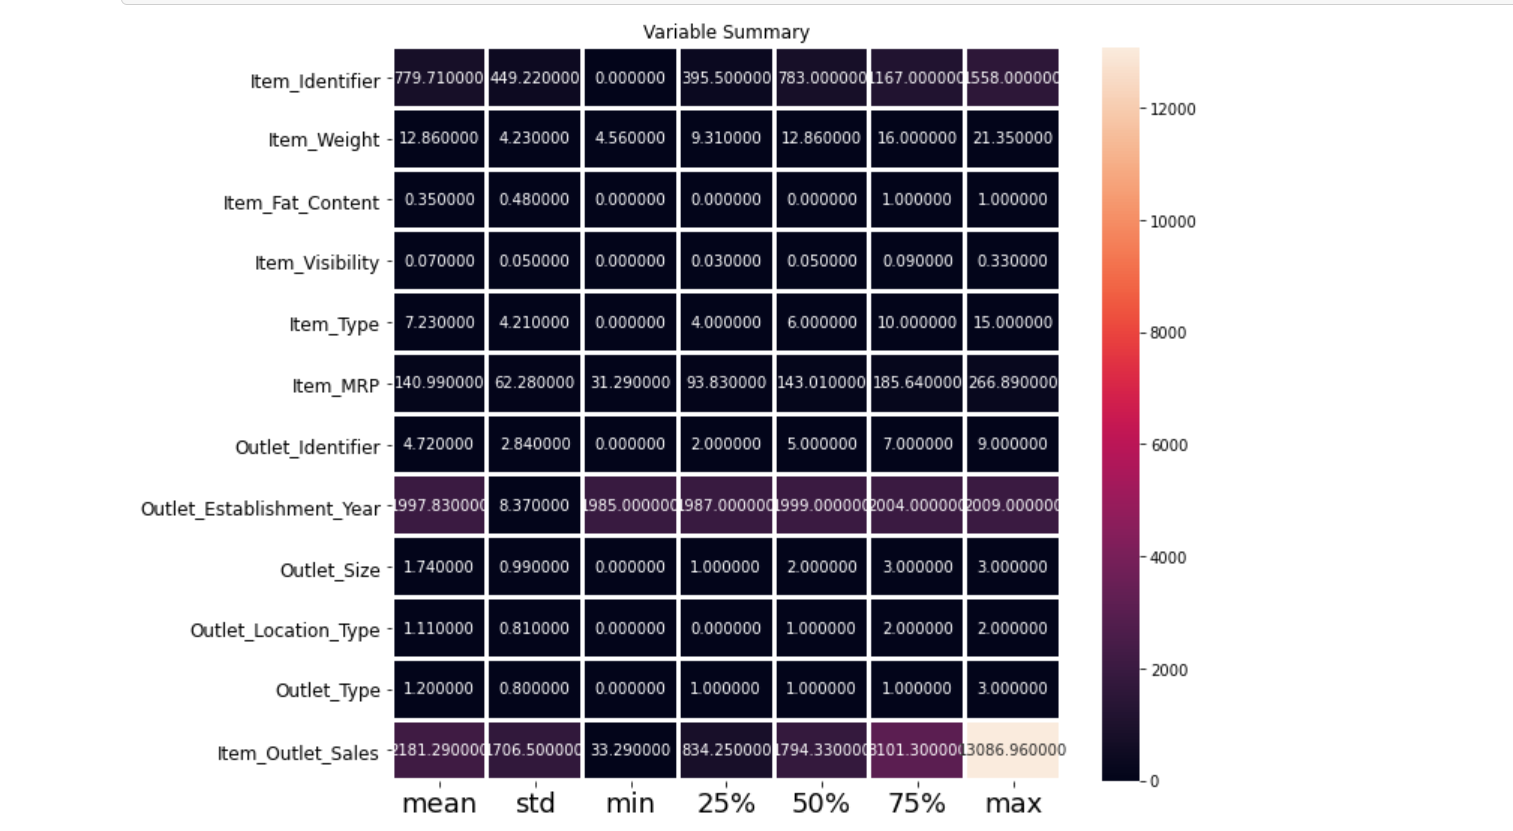 Variable Summary
Item_Identifier 779.710000 449.220000 0.000000 395.500000 783.000000 1167.000000 1558.000000
Item_Weight 12.860000 4.230000 4.560000 9.310000 12.860000 16.000000 21.350000
12000
Item_Fat_Content 0.350000 0.480000 0.000000 0.000000 0.000000 1.000000 1.000000
10000
Item_Visibility 0.070000 0.050000 0.000000 0.030000 0.050000 0.090000 0.330000
Item_Type 7.230000 4.210000 0.000000 4.000000 6.000000 10.000000 15.000000
8000
Item_MRP 140.990000 62.280000 31.290000 93.830000 143.010000 185.640000 266.890000
Outlet_Identifier 4.720000 2.840000 0.000000 2.000000 5.000000 7.000000 9.000000
6000
Outlet_Establishment_Year 1997.830000 8.370000 1985.000000 1987.000000 1999.000000 2004.000000 2009.000000
4000
Outlet_Size 1.740000 0.990000 0.000000 1.000000 2.000000 3.000000 3.000000
Outlet_Location_Type 1.110000 0.810000 0.000000 0.000000 1.000000 2.000000 2.000000
2000
Outlet_Type 1.200000 0.800000 0.000000 1.000000 1.000000 1.000000 3.000000
Item_Outlet_Sales 2181.290000 1706.500000 33.290000 834.250000 1794.330000 3101.300000 13086.960000
0
mean std min 25% 50% 75% max